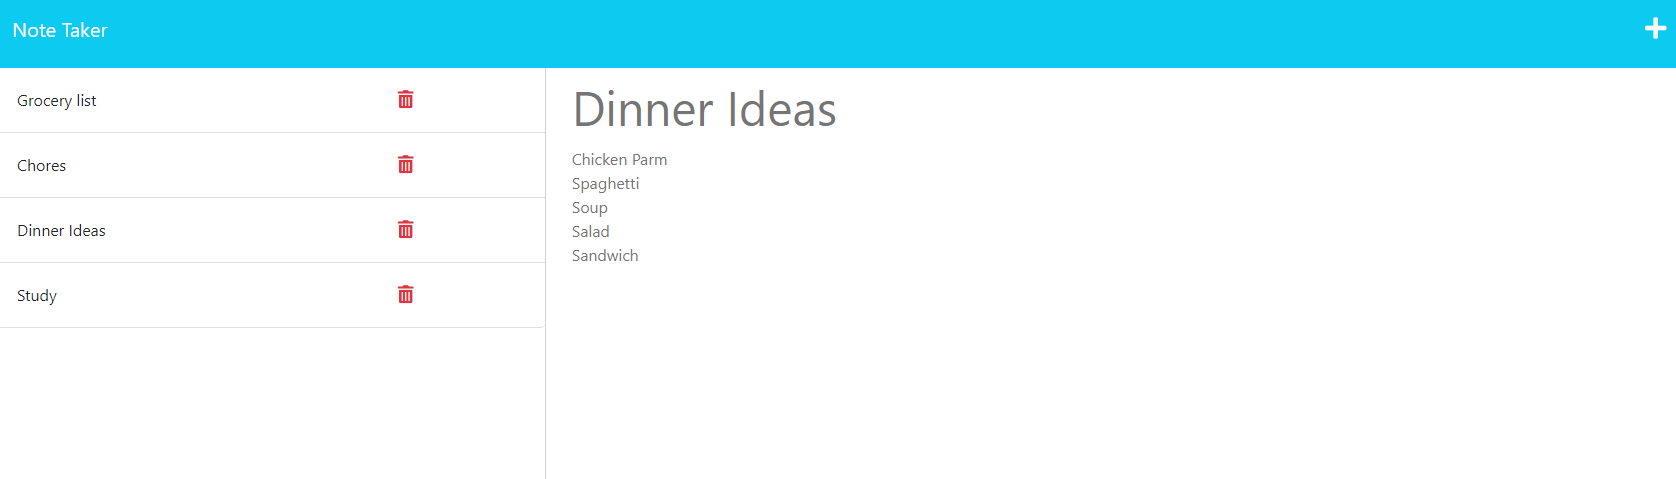 Note Taker
Grocery list
Chores
Dinner Ideas
Study
Dinner Ideas
Chicken Parm
Spaghetti
Soup
Salad
Sandwich